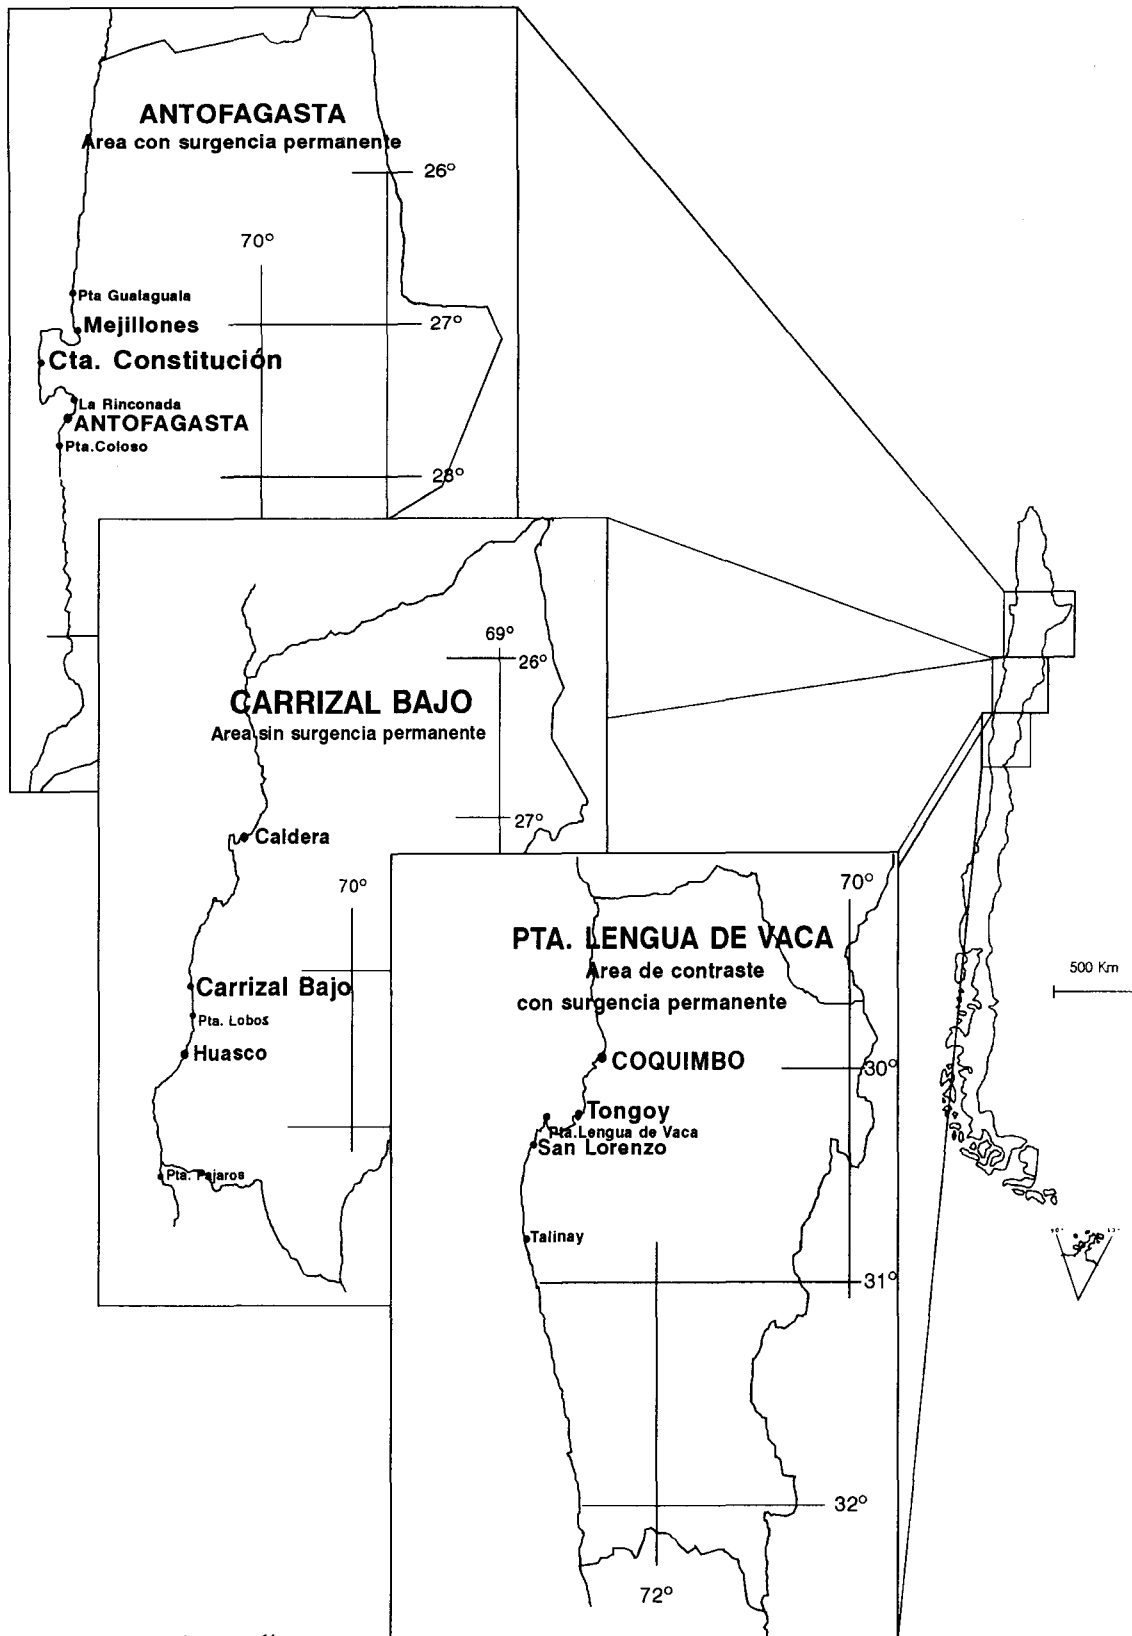 ANTOFAGASTA
Area con surgencia permanente
26°
70°
Pta Gualaguala
Mejillones
27°
Cta. Constitución
La Rinconada
ANTOFAGASTA
Pta.Coloso
28°
69°
26°
CARRIZAL BAJO
Area sin surgencia permanente
27°
Caldera
70°
Carrizal Bajo
Pta. Lobos
Huasco
Pta. Pajaros
70°
PTA. LENGUA DE VACA
Area de contraste
con surgencia permanente
COQUIMBO
30°
Tongoy
Pta.Lengua de Vaca
San Lorenzo
Talinay
31°
32°
72°
500 Km